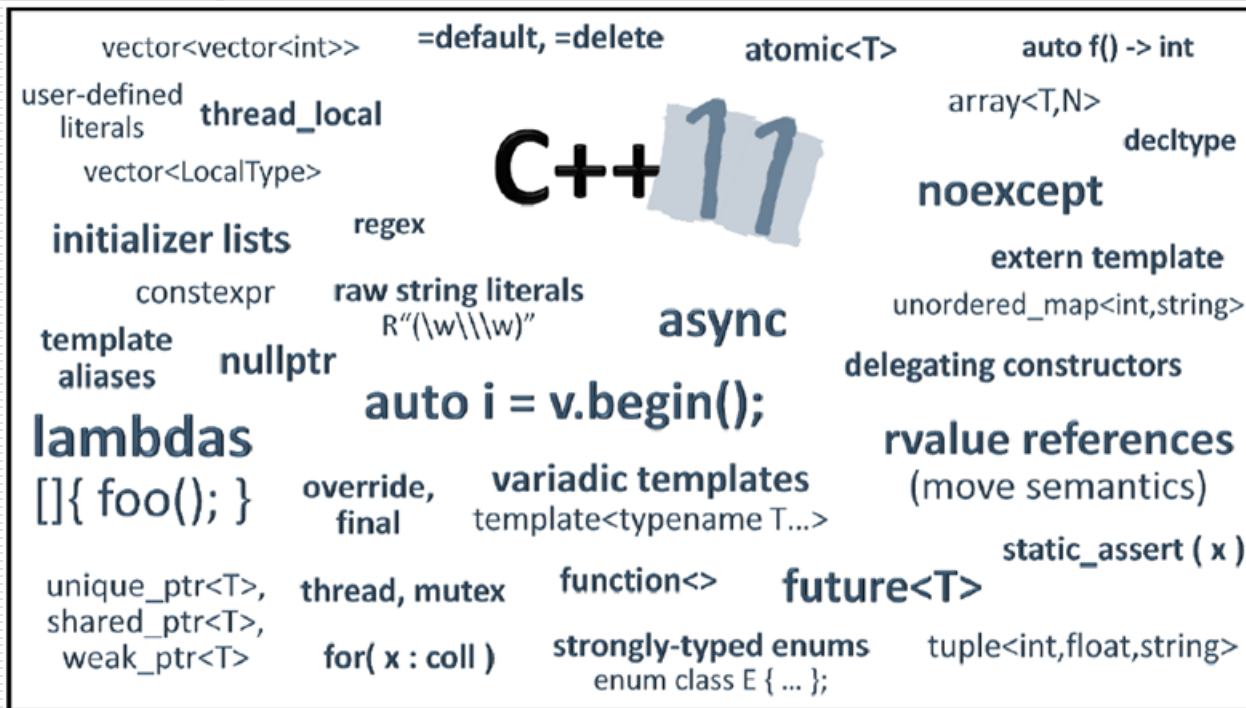 vector<vector<int>>
=default, =delete
atomic<T>
auto f() -> int
user-defined
literals
thread_local
array<T,N>
vector<LocalType>
C++11
decltype
noexcept
initializer lists
regex
extern template
constexpr
raw string literals
R“(\w\\\w)”
async
unordered_map<int,string>
template
aliases
nullptr
delegating constructors
auto i = v.begin();
lambdas
[]{ foo(); }
rvalue references
(move semantics)
override,
final
variadic templates
template<typename T...>
static_assert ( x )
unique_ptr<T>,
shared_ptr<T>,
weak_ptr<T>
thread, mutex
function<>
future<T>
for( x : coll )
strongly-typed enums
enum class E { ... };
tuple<int,float,string>